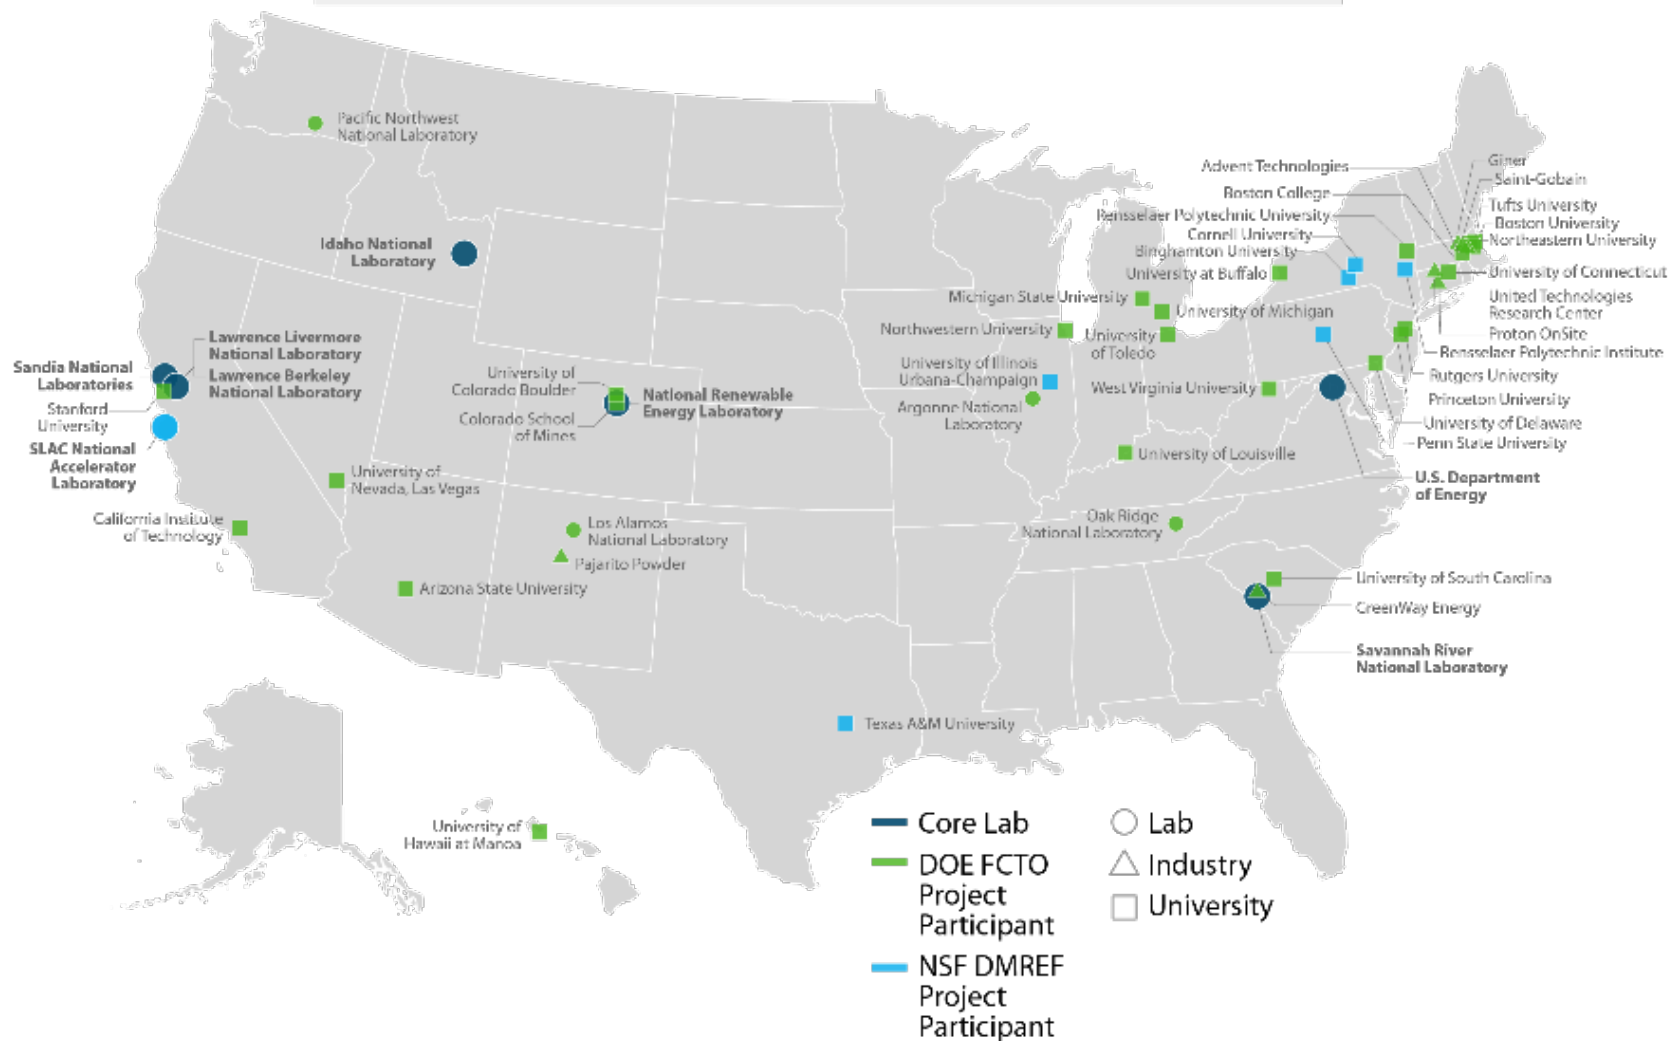 Pacific Northwest
National Laboratory
Idaho National
Laboratory
Lawrence Livermore
National Laboratory
Sandia National
Laboratories
Lawrence Berkeley
National Laboratory
Stanford
University
SLAC National
Accelerator
Laboratory
University of
Colorado Boulder
National Renewable
Energy Laboratory
Colorado School
of Mines
University of
Nevada, Las Vegas
California Institute
of Technology
Los Alamos
National Laboratory
Pajarito Powder
Arizona State University
Advent Technologies
Boston College
Rensselaer Polytechnic University
Cornell University
Binghamton University
University at Buffalo
Michigan State University
University of Michigan
Northwestern University
University
of Toledo
University of Illinois
Urbana-Champaign
Argonne National
Laboratory
West Virginia University
University of Louisville
Oak Ridge
National Laboratory
Giner
Saint-Gobain
Tufts University
Boston University
Northeastern University
University of Connecticut
United Technologies
Research Center
Proton OnSite
Rensselaer Polytechnic Institute
Rutgers University
Princeton University
University of Delaware
Penn State University
U.S. Department
of Energy
University of South Carolina
GreenWay Energy
Savannah River
National Laboratory
Texas A&M University
University of
Hawaii at Manoa
Core Lab
DOE FCTO
Project
Participant
NSF DMREF
Project
Participant
Lab
Industry
University